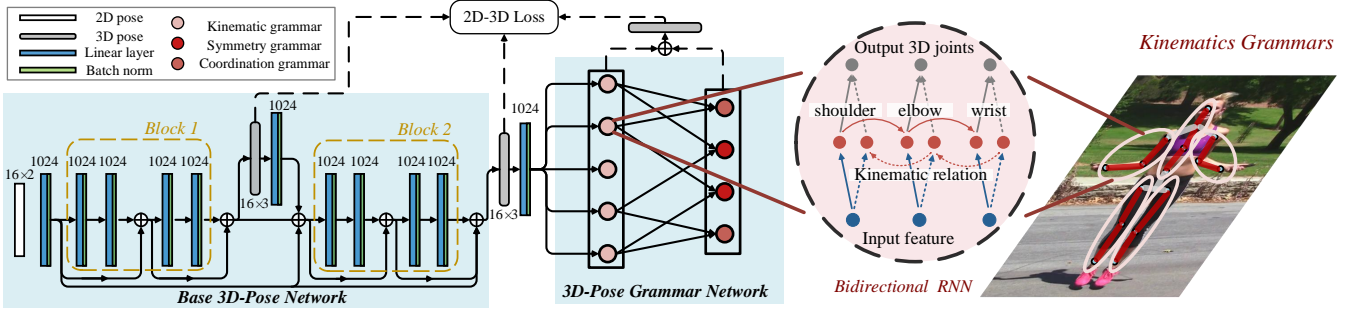 2D pose
3D pose
Linear layer
Batch norm
Kinematic grammar
Symmetry grammar
Coordination grammar
2D-3D Loss
16×2
1024
Block 1
1024
1024
1024
1024
1024
16×3
Block 2
1024
1024
1024
1024
16×3
1024
Base 3D-Pose Network
3D-Pose Grammar Network
Output 3D joints
shoulder
elbow
wrist
Kinematic relation
Input feature
Bidirectional RNN
Kinematics Grammars